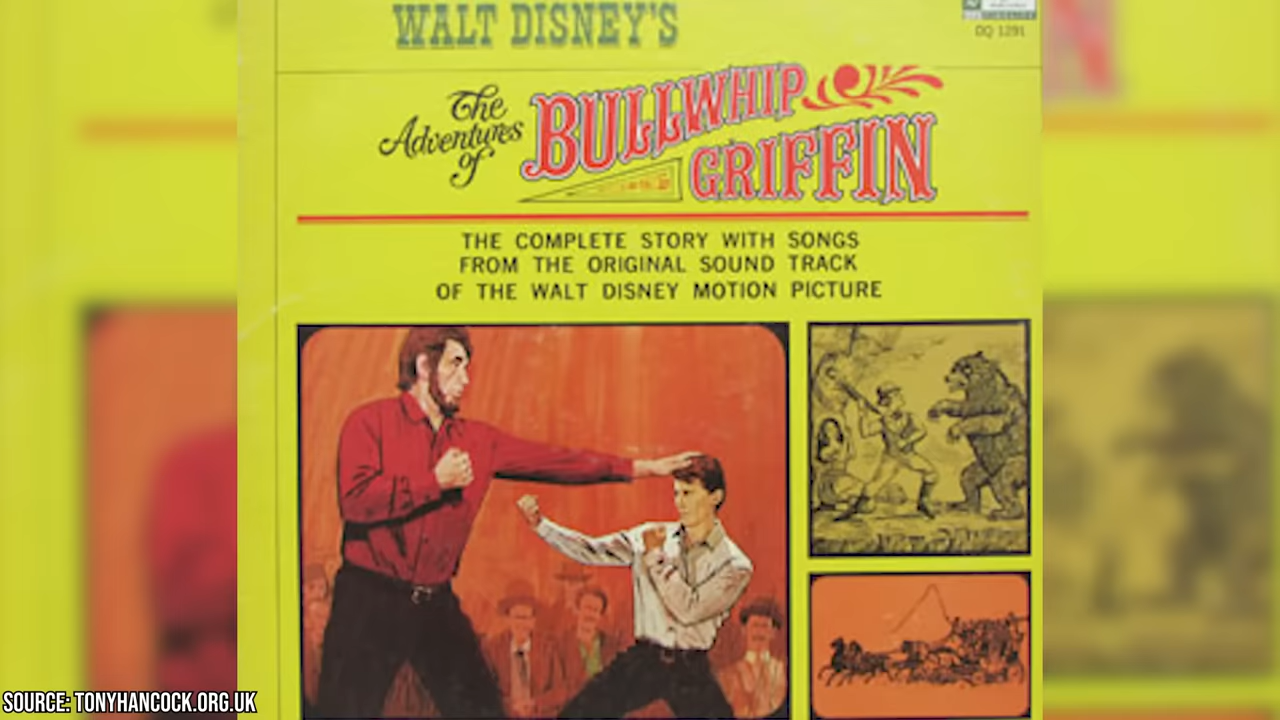 WALT DISNEY'S
DQ 1291
The
Adventures
of
BULLWHIP
GRIFFIN
THE COMPLETE STORY WITH SONGS
FROM THE ORIGINAL SOUND TRACK
OF THE WALT DISNEY MOTION PICTURE
SOURCE: TONYHANCOCK.ORG.UK